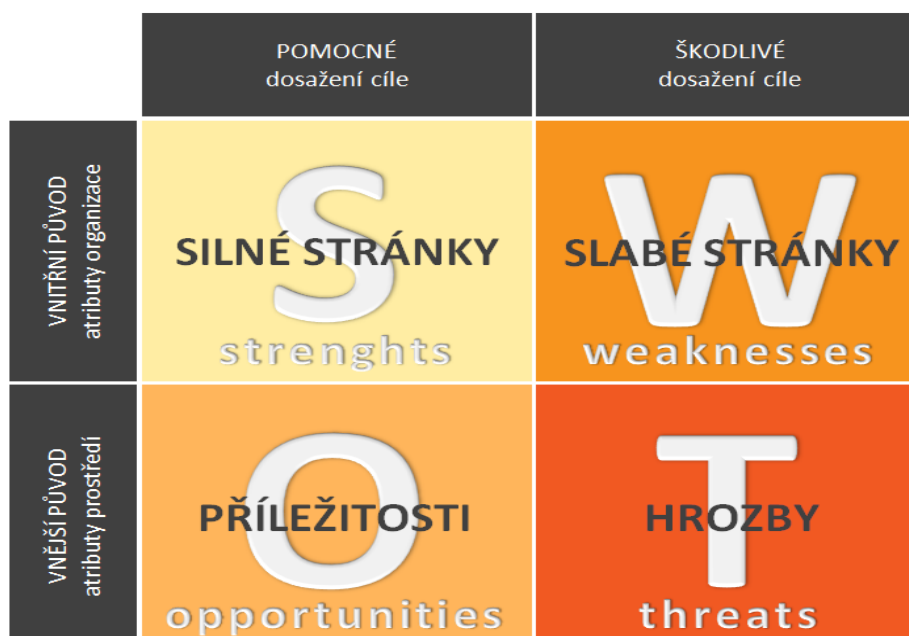 POMOCNÉ
dosažení cíle
ŠKODLIVÉ
dosažení cíle
VNITŘNÍ PŮVOD
atributy organizace
S
SILNÉ STRÁNKY
strenghts
W
SLABÉ STRÁNKY
weaknesses
VNĚJŠÍ PŮVOD
atributy prostředí
O
PŘÍLEŽITOSTI
opportunities
T
HROZBY
threats